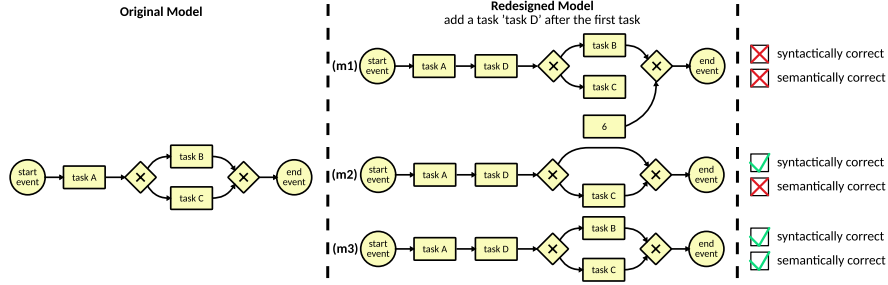 Original Model
start
event
task A
task B
task C
end
event
Redesigned Model
add a task 'task D' after the first task
(m1)
start
event
task A
task D
task B
task C
6
end
event
syntactically correct
semantically correct
(m2)
start
event
task A
task D
task C
end
event
syntactically correct
semantically correct
(m3)
start
event
task A
task D
task B
task C
end
event
syntactically correct
semantically correct